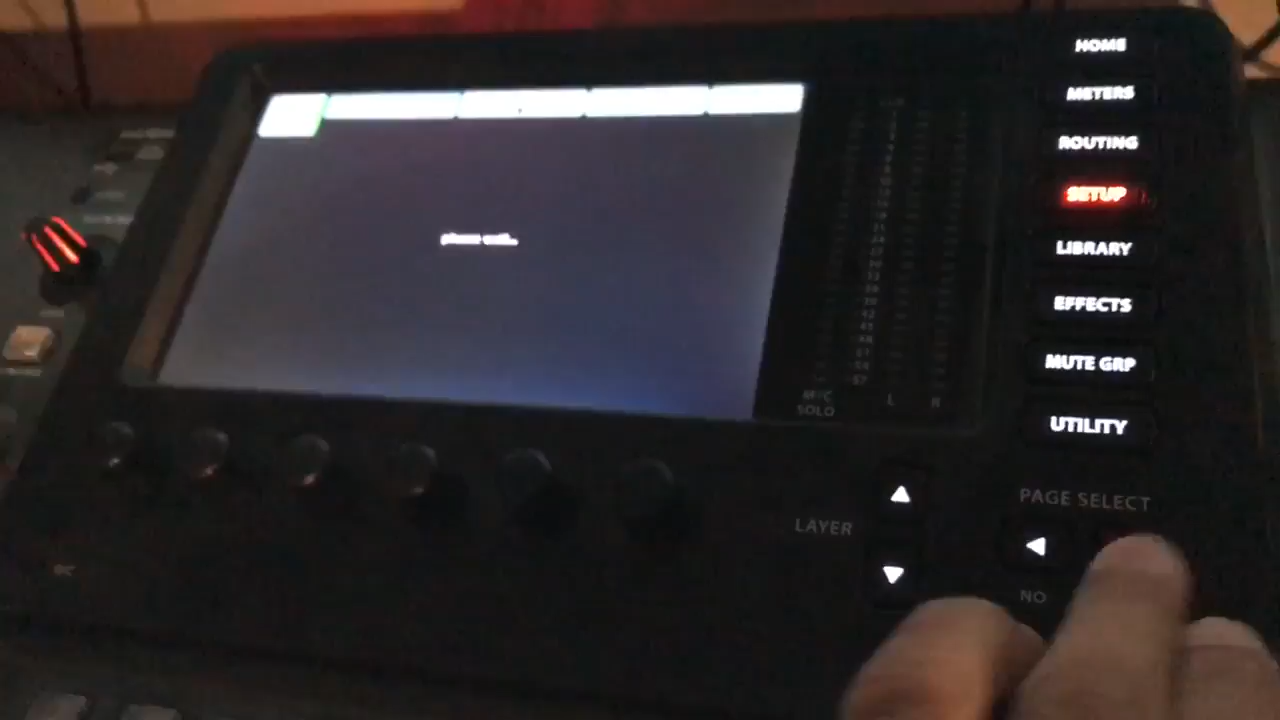 HOME
METERS
ROUTING
SETUP
LIBRARY
EFFECTS
MUTE GRP
UTILITY
please wait...
SOLO
L
R
LAYER
PAGE SELECT
NO